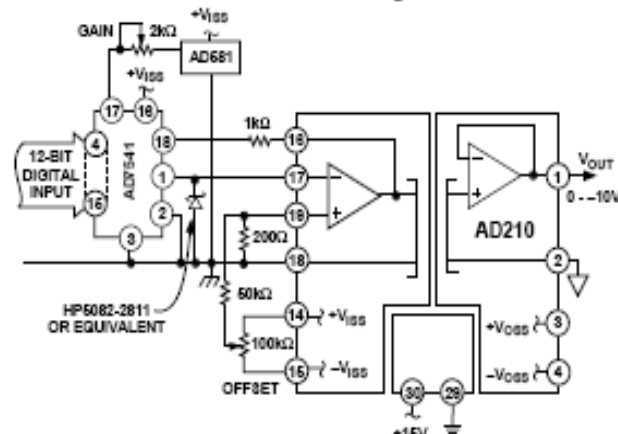 GAIN
2kΩ
+VISS
AD581
+VISS
17
16
4
18
1kΩ
16
12-BIT
DIGITAL
INPUT
AD7541
1
17
15
2
19
3
200Ω
18
50kΩ
HP5082-2811
OR EQUIVALENT
14
+VISS
100kΩ
15
-VISS
OFFSET
30
29
+15V
1
VOUT
0 - -10V
AD210
2
+VOSS
3
-VOSS
4